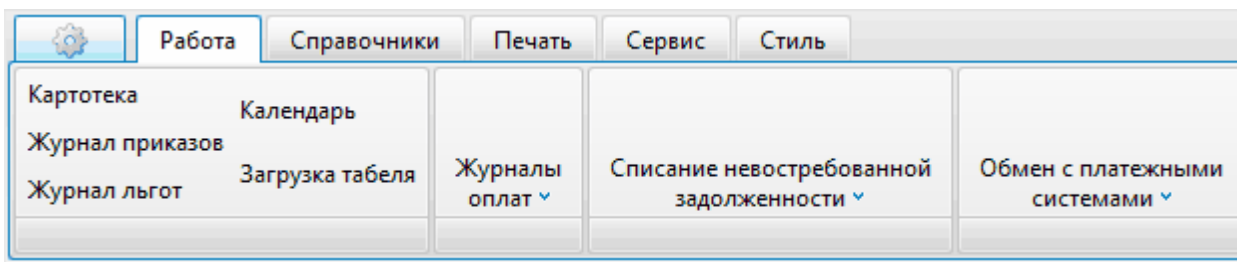 Работа
Справочники
Печать
Сервис
Стиль
Картотека
Журнал приказов
Журнал льгот
Календарь
Загрузка табеля
Журналы
оплат
Списание невостребованной
задолженности
Обмен с платежными
системами